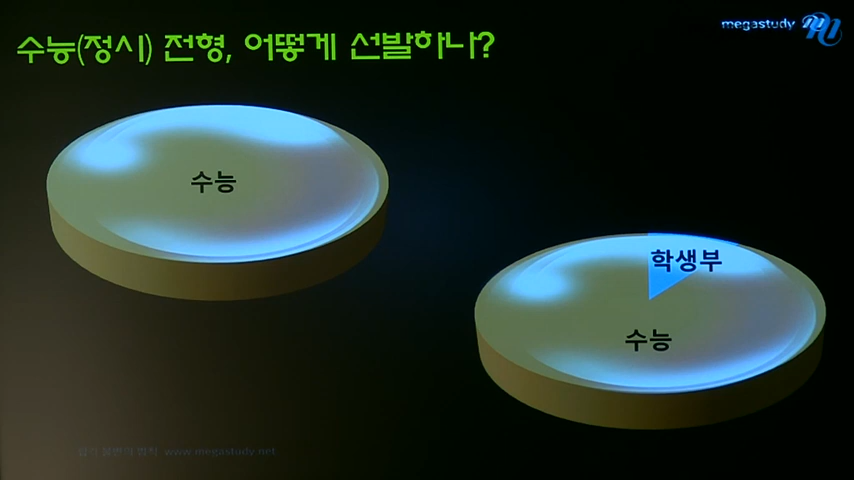 수능(정시) 전형, 어떻게 선발하나?
megastudy
수능
학생부
수능
www.megastudy.net